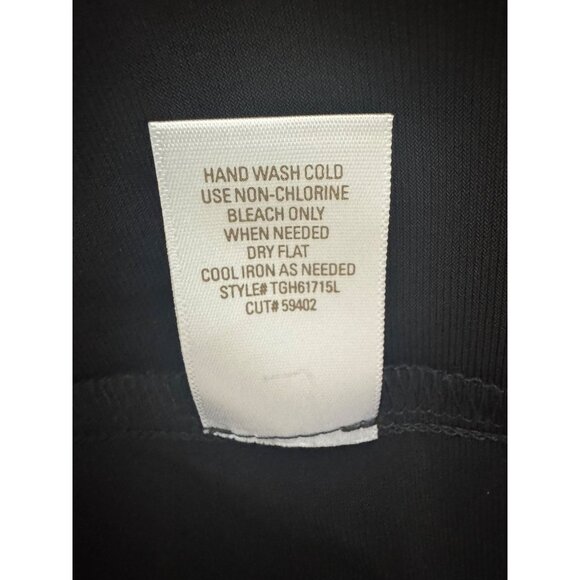 HAND WASH COLD
USE NON-CHLORINE
BLEACH ONLY
WHEN NEEDED
DRY FLAT
COOL IRON AS NEEDED
STYLE# TGH61715L
CUT# 59402